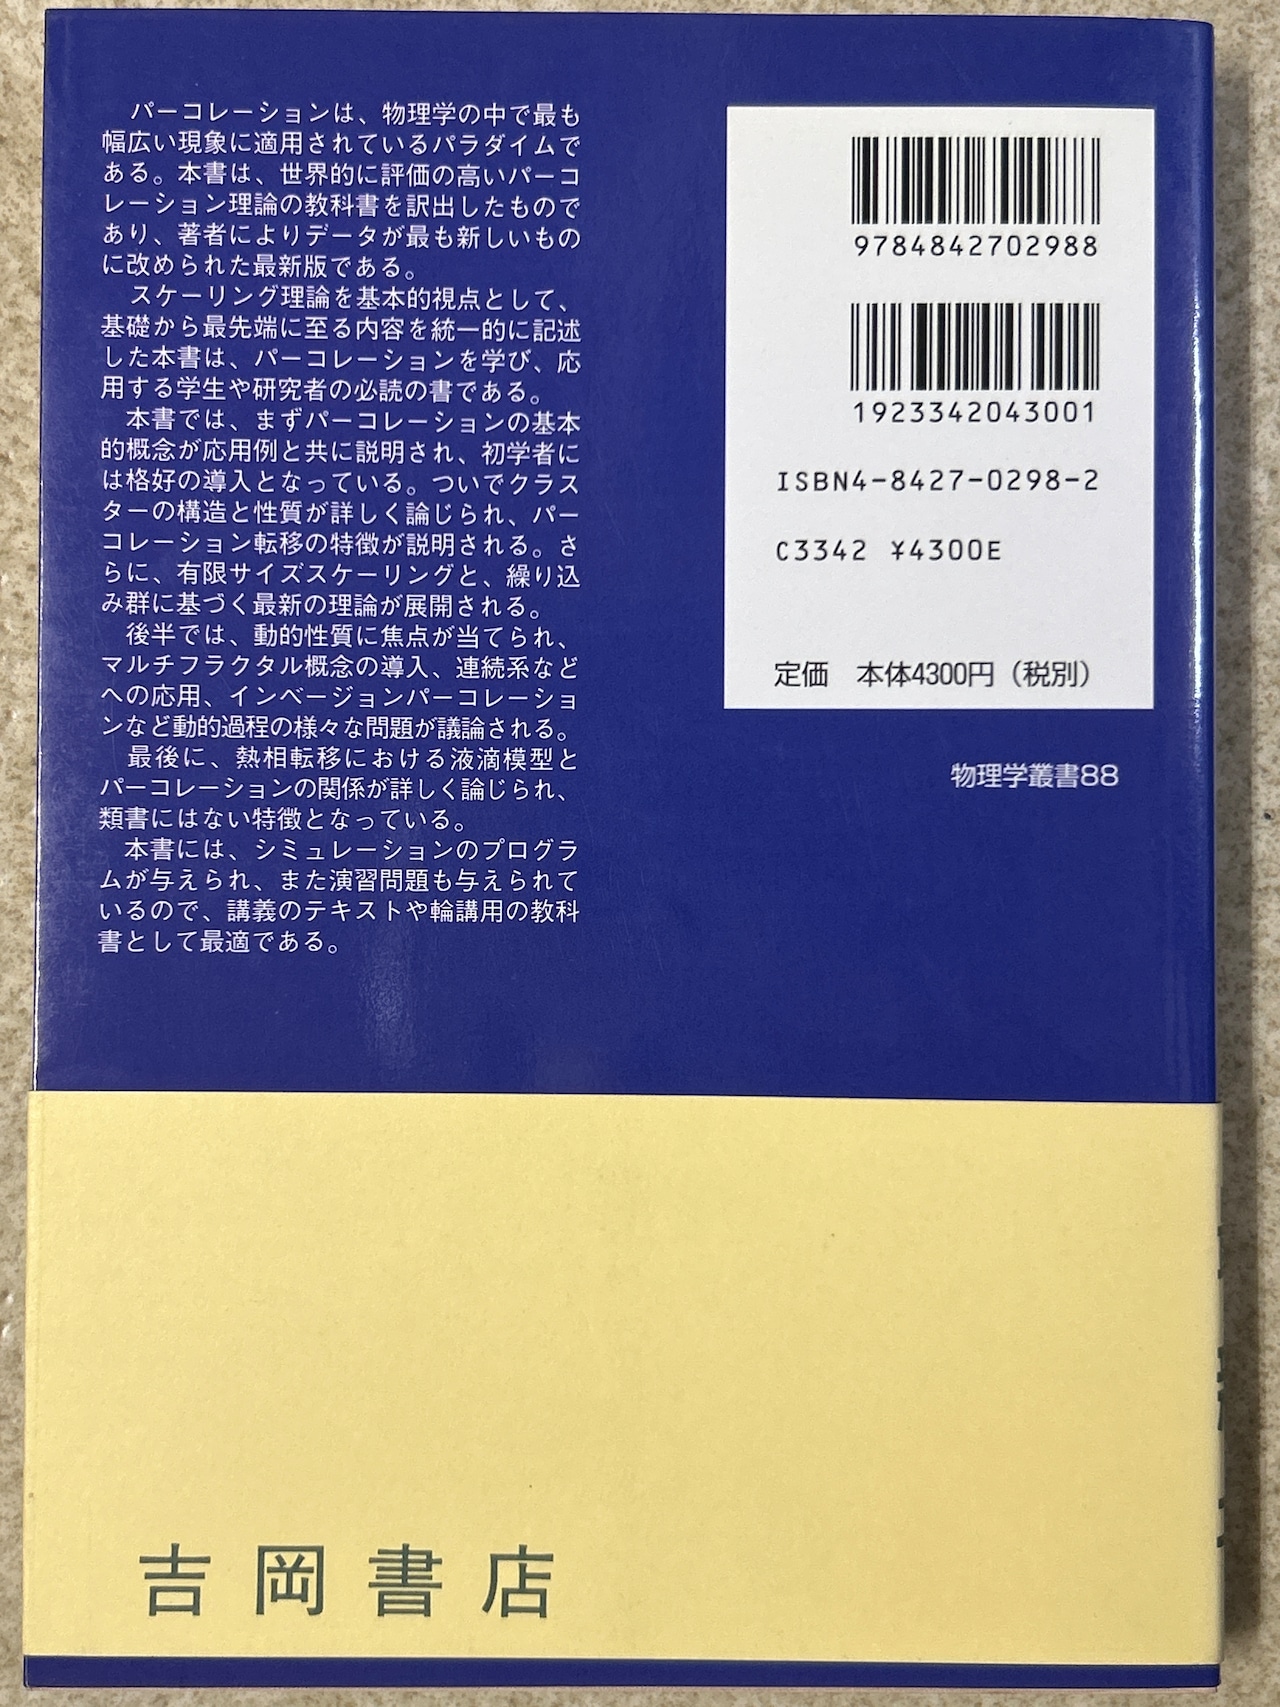 パーコレーションは、物理学の中で最も
幅広い現象に適用されているパラダイムで
ある。本書は、世界的に評価の高いパーコ
レーション理論の教科書を訳出したもので
あり、著者によりデータが最も新しいもの
に改められた最新版である。
スケーリング理論を基本的視点として、
基礎から最先端に至る内容を統一的に記述
した本書は、パーコレーションを学び、応
用する学生や研究者の必読の書である。
本書では、まずパーコレーションの基本
的概念が応用例と共に説明され、初学者に
は格好の導入となっている。ついでクラス
ターの構造と性質が詳しく論じられ、パー
コレーション転移の特徴が説明される。さ
らに、有限サイズスケーリングと、繰り込
み群に基づく最新の理論が展開される。
後半では、動的性質に焦点が当てられ、
マルチフラクタル概念の導入、連続系など
への応用、インベージョンパーコレーショ
ンなど動的過程の様々な問題が議論される。
最後に、熱相転移における液滴模型と
パーコレーションの関係が詳しく論じられ、
類書にはない特徴となっている。
本書には、シミュレーションのプログラ
ムが与えられ、また演習問題も与えられて
いるので、講義のテキストや輪講用の教科
書として最適である。
9784842702988
1923342043001
ISBN4-8427-0298-2
C3342 ¥4300E
定価 本体4300円（税別）
物理学叢書88
吉岡書店